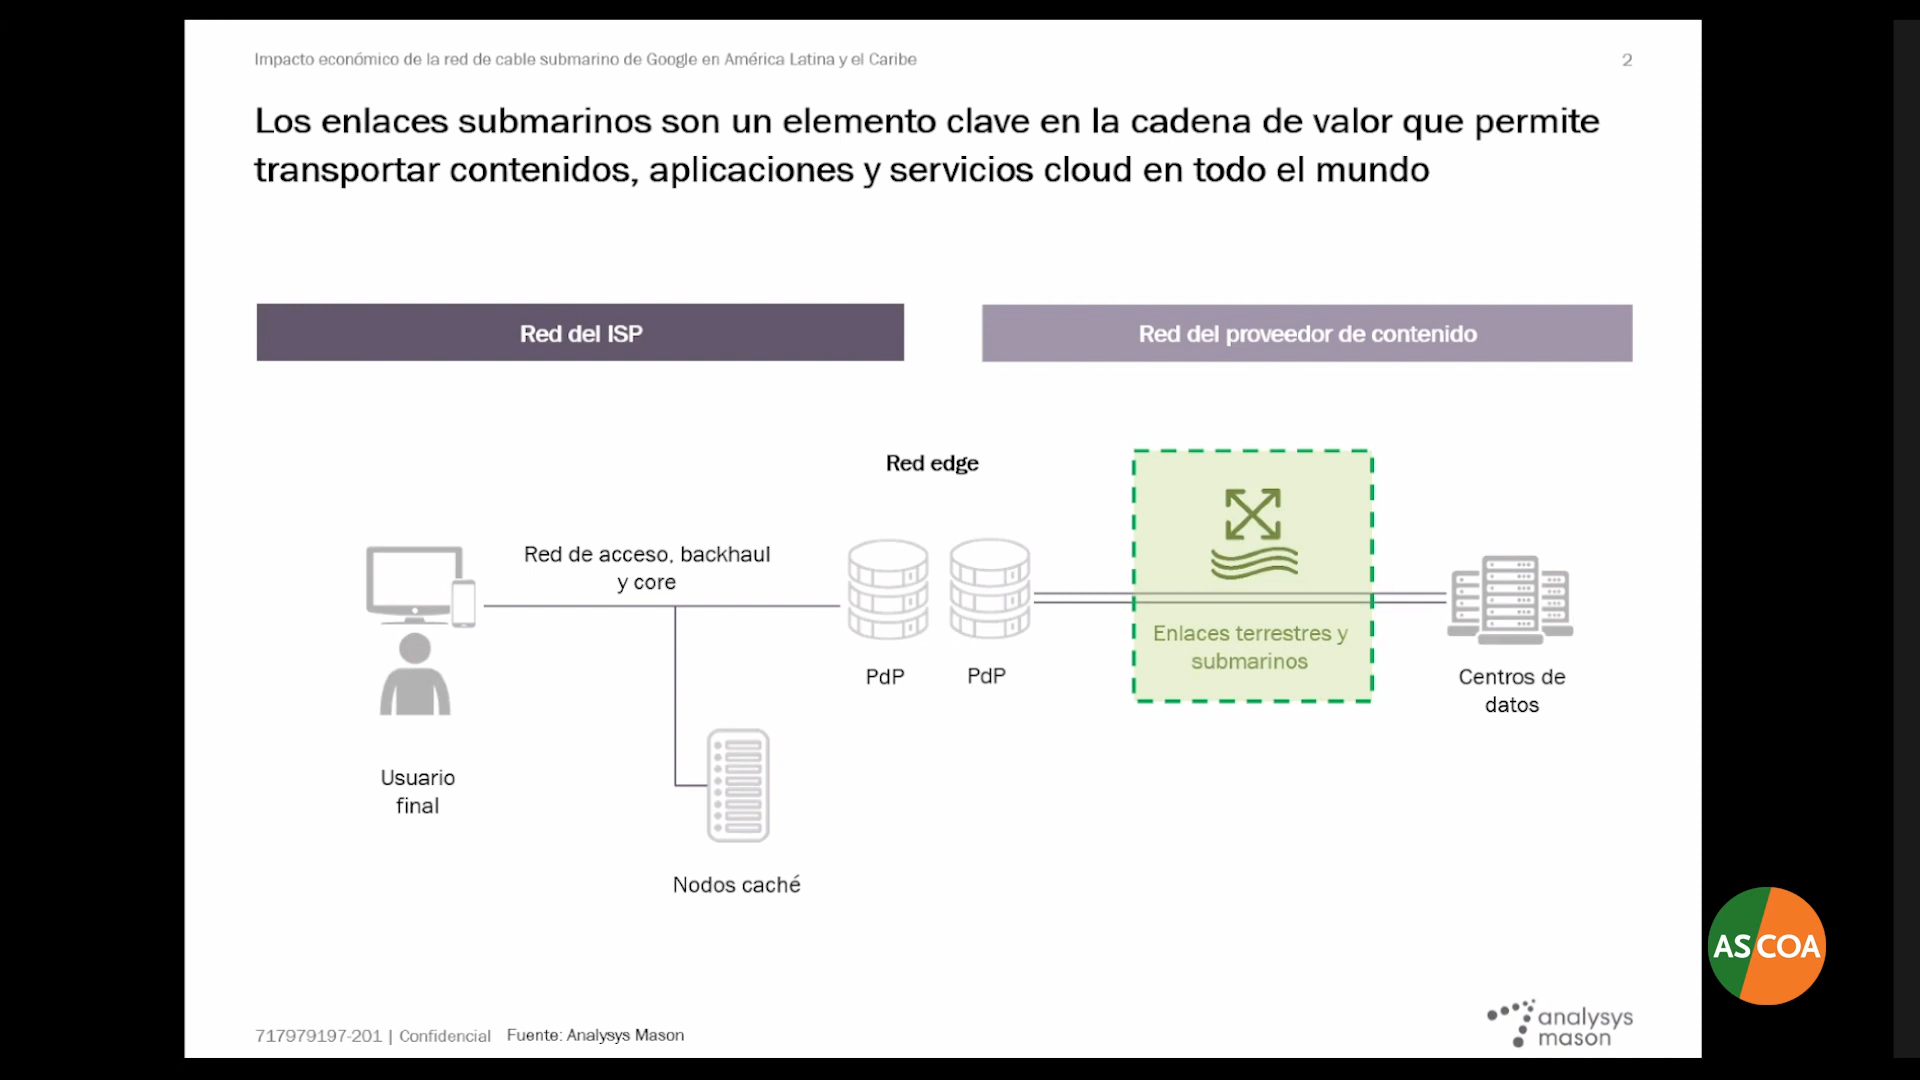 Impacto económico de la red de cable submarino de Google en América Latina y el Caribe
2
Los enlaces submarinos son un elemento clave en la cadena de valor que permite
transportar contenidos, aplicaciones y servicios cloud en todo el mundo
Red del ISP
Red del proveedor de contenido
Red edge
Red de acceso, backhaul
y core
PdP
PdP
Enlaces terrestres y
submarinos
Centros de
datos
Usuario
final
Nodos caché
AS COA
717979197-201 | Confidencial Fuente: Analysys Mason
analysys
mason